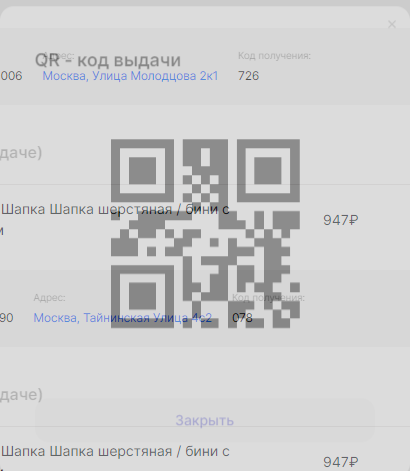 ×
QR - код выдачи
Адрес:
Код получения:
006
Москва, Улица Молодцова 2к1
726
даче)
Шапка Шапка шерстяная / бини с
и
947₽
Адрес:
Код получения:
90
Москва, Тайнинская Улица 4с2
078
даче)
Закрыть
Шапка Шапка шерстяная / бини с
947₽